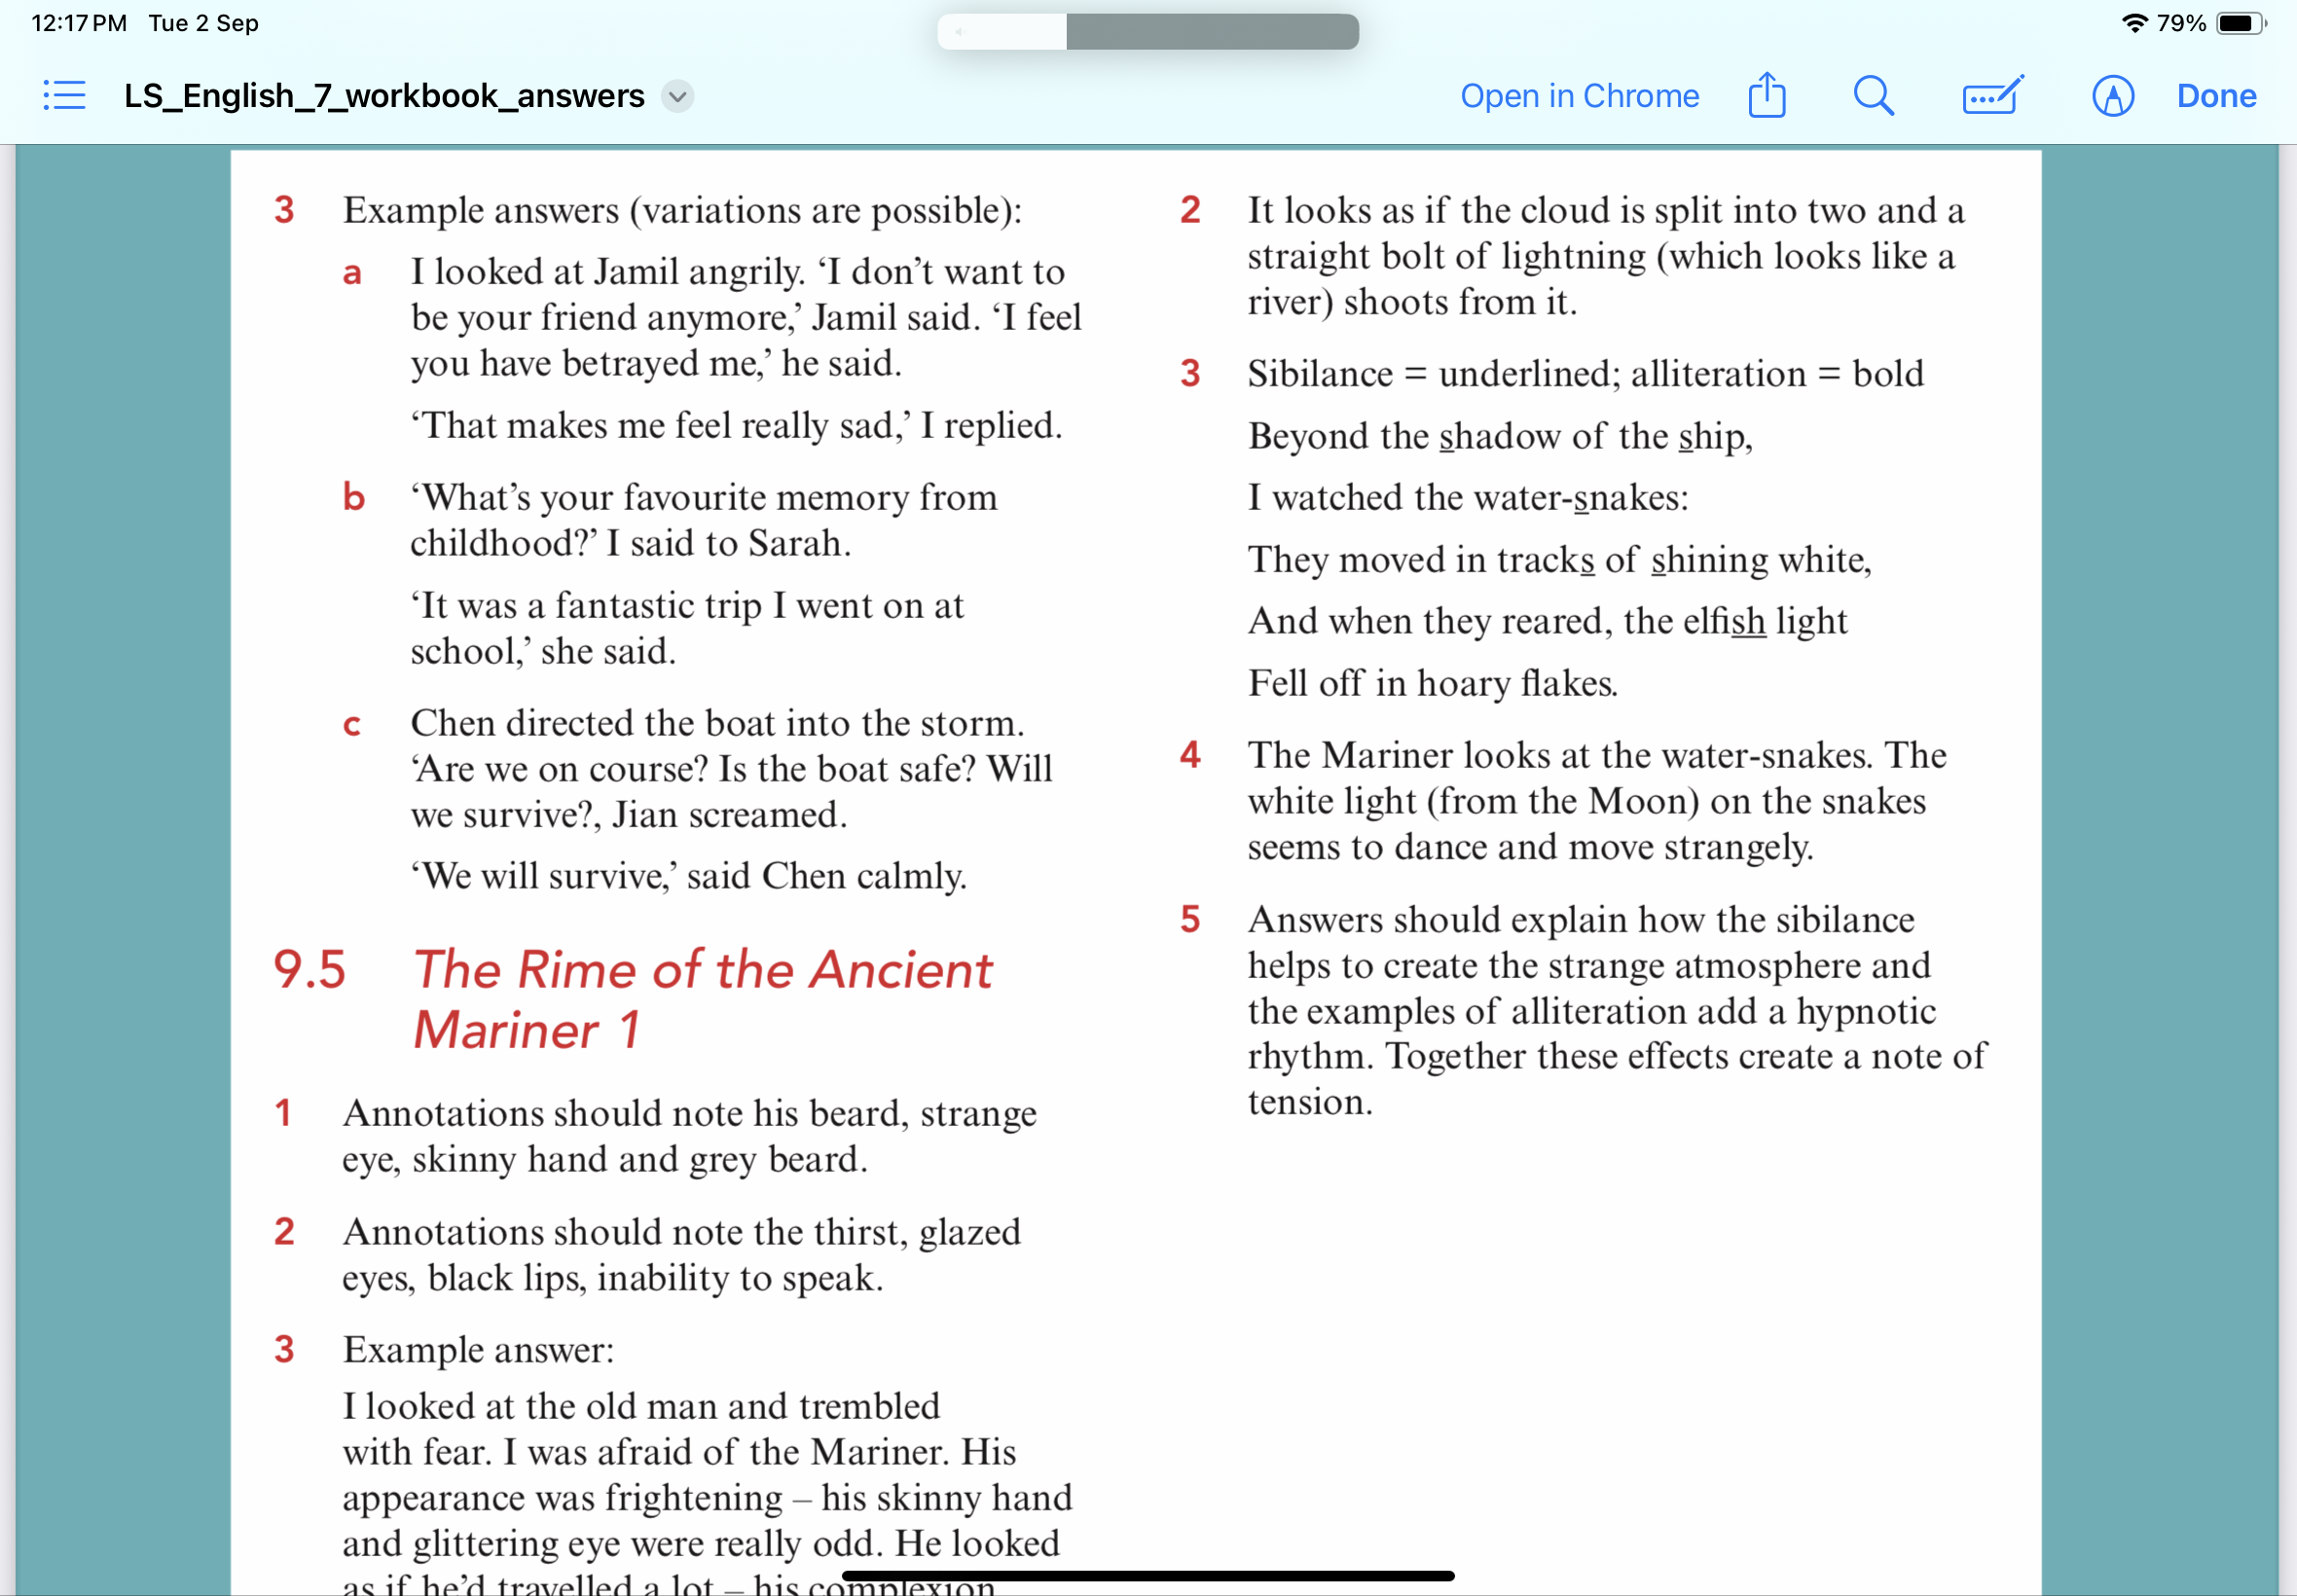 12:17 PM Tue 2 Sep
79%
LS_English_7_workbook_answers
Open in Chrome
Done
3 Example answers (variations are possible):
a I looked at Jamil angrily. ‘I don’t want to
be your friend anymore,’ Jamil said. ‘I feel
you have betrayed me,’ he said.
‘That makes me feel really sad,’ I replied.
b ‘What’s your favourite memory from
childhood?’ I said to Sarah.
‘It was a fantastic trip I went on at
school,’ she said.
c Chen directed the boat into the storm.
‘Are we on course? Is the boat safe? Will
we survive?, Jian screamed.
‘We will survive,’ said Chen calmly.
9.5 The Rime of the Ancient
Mariner 1
1 Annotations should note his beard, strange
eye, skinny hand and grey beard.
2 Annotations should note the thirst, glazed
eyes, black lips, inability to speak.
3 Example answer:
I looked at the old man and trembled
with fear. I was afraid of the Mariner. His
appearance was frightening – his skinny hand
and glittering eye were really odd. He looked
as if he’d travelled a lot – his complexion
2 It looks as if the cloud is split into two and a
straight bolt of lightning (which looks like a
river) shoots from it.
3 Sibilance = underlined; alliteration = bold
Beyond the shadow of the ship,
I watched the water-snakes:
They moved in tracks of shining white,
And when they reared, the elfish light
Fell off in hoary flakes.
4 The Mariner looks at the water-snakes. The
white light (from the Moon) on the snakes
seems to dance and move strangely.
5 Answers should explain how the sibilance
helps to create the strange atmosphere and
the examples of alliteration add a hypnotic
rhythm. Together these effects create a note of
tension.